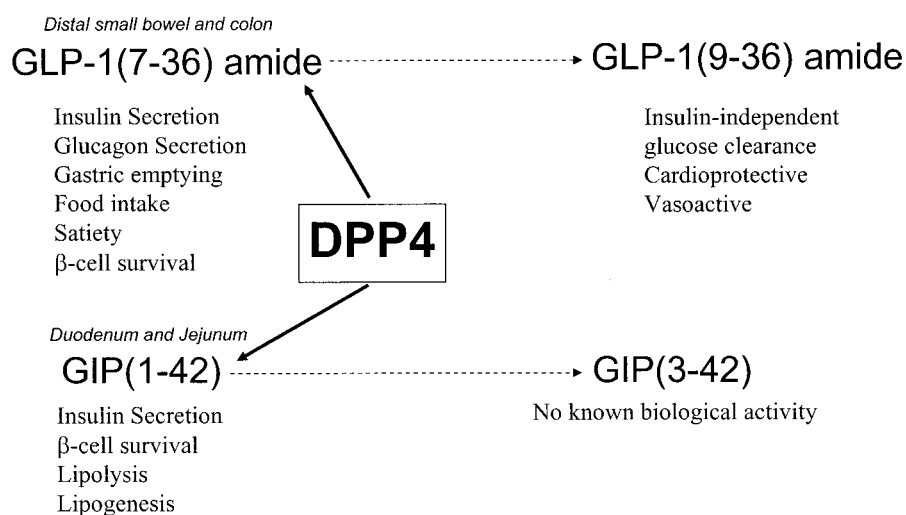 Distal small bowel and colon
GLP-1(7-36) amide
GLP-1(9-36) amide
Insulin Secretion
Glucagon Secretion
Gastric emptying
Food intake
Satiety
β-cell survival
Insulin-independent
glucose clearance
Cardioprotective
Vasoactive
DPP4
Duodenum and Jejunum
GIP(1-42)
GIP(3-42)
Insulin Secretion
β-cell survival
Lipolysis
Lipogenesis
No known biological activity